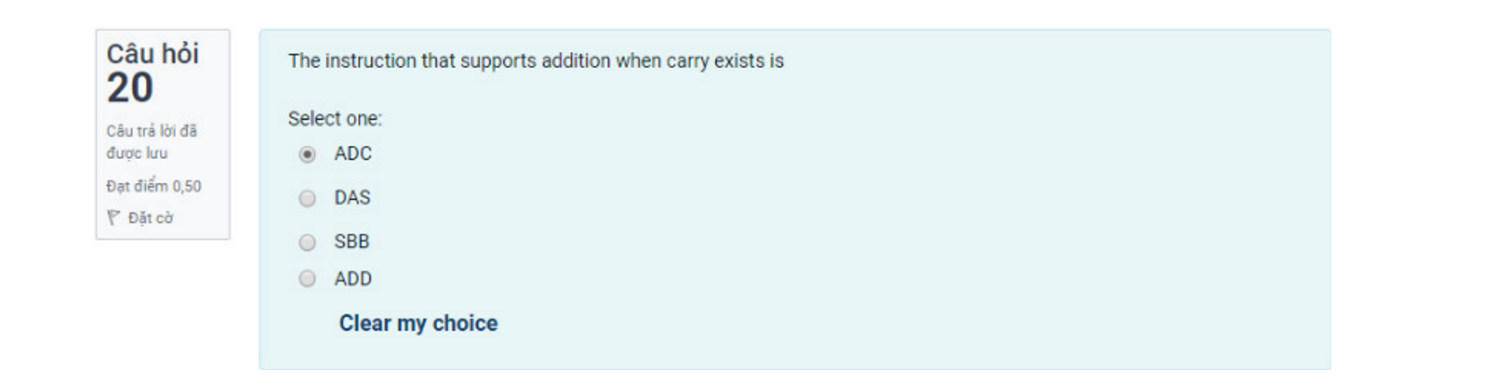 Câu hỏi
20
Câu trả lời đã
được lưu
Đạt điểm 0,50
Đặt cờ
The instruction that supports addition when carry exists is
Select one:
ADC
DAS
SBB
ADD
Clear my choice